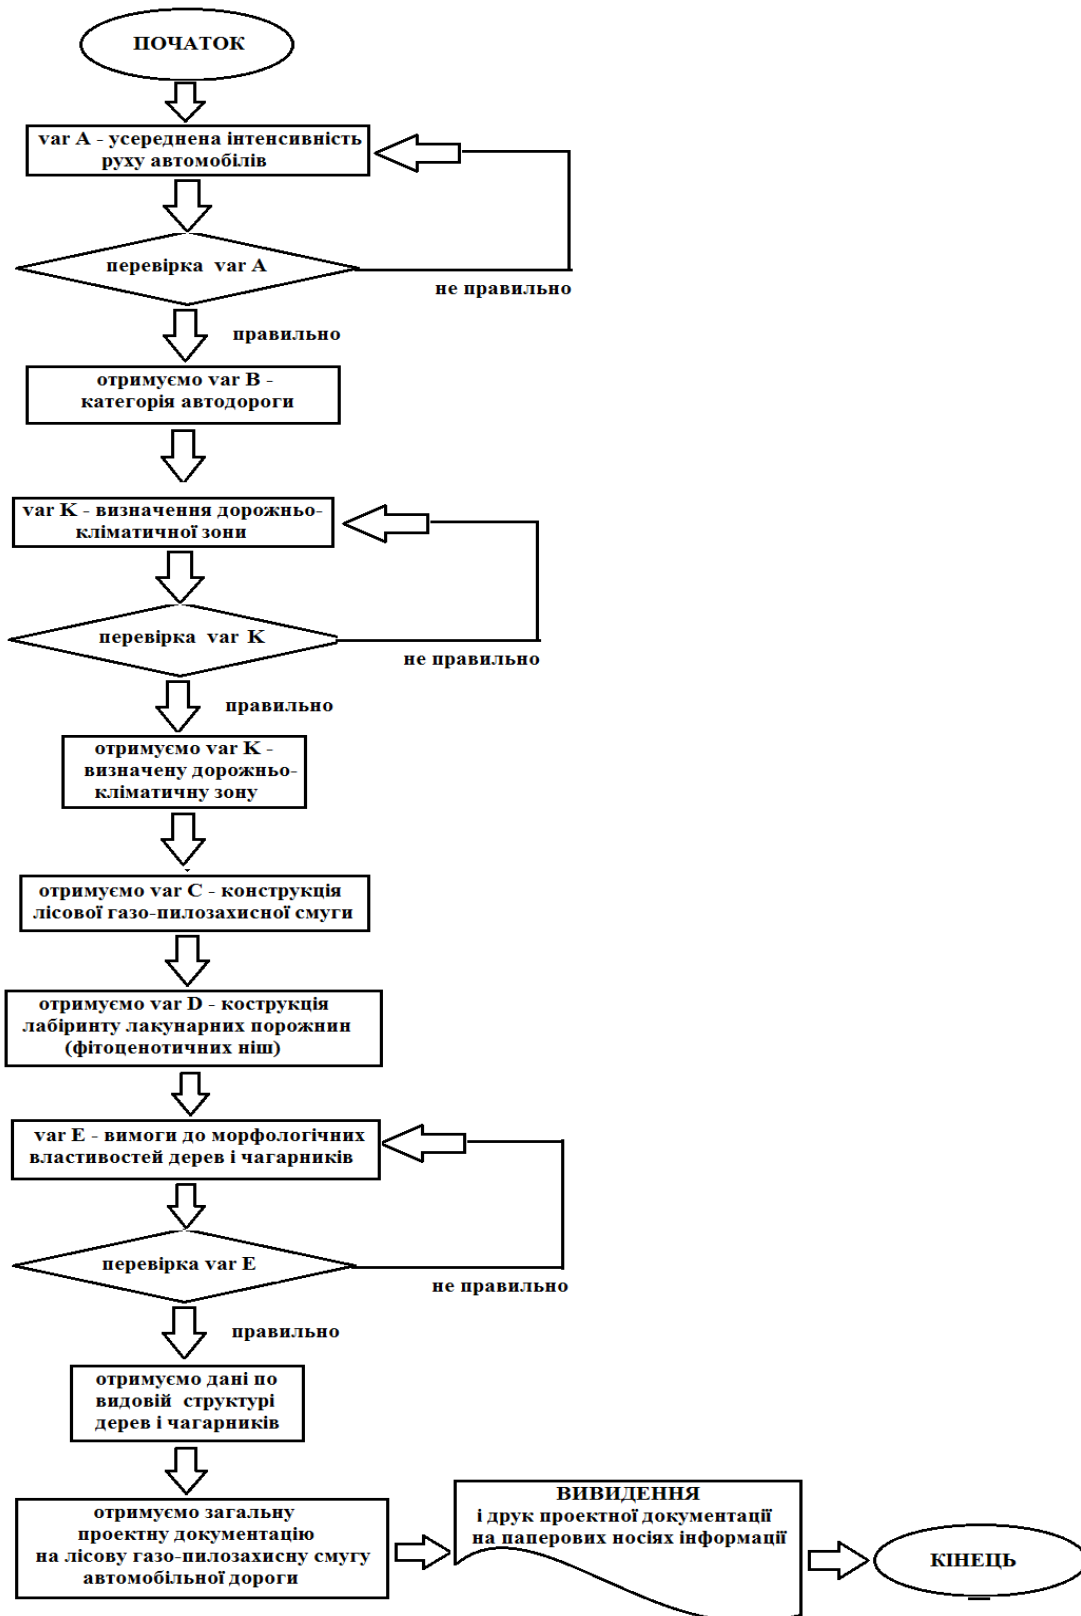 ПОЧАТОК
var A - усереднена інтенсивність
руху автомобілів
перевірка var A
не правильно
правильно
отримуємо var B -
категорія автодороги
var K - визначення дорожньо-
кліматичної зони
перевірка var K
не правильно
правильно
отримуємо var K -
визначену дорожньо-
кліматичну зону
отримуємо var C - конструкція
лісової газо-пилозахисної смуги
отримуємо var D - кострукція
лабіринту лакунарних порожнин
(фітоценотичних ніш)
var E - вимоги до морфологічних
властивостей дерев і чагарників
перевірка var E
не правильно
правильно
отримуємо дані по
видовій структурі
дерев і чагарників
отримуємо загальну
проектну документацію
на лісову газо-пилозахисну смугу
автомобільної дороги
ВИВИДЕННЯ
і друк проектної документації
на паперових носіях інформації
КІНЕЦЬ